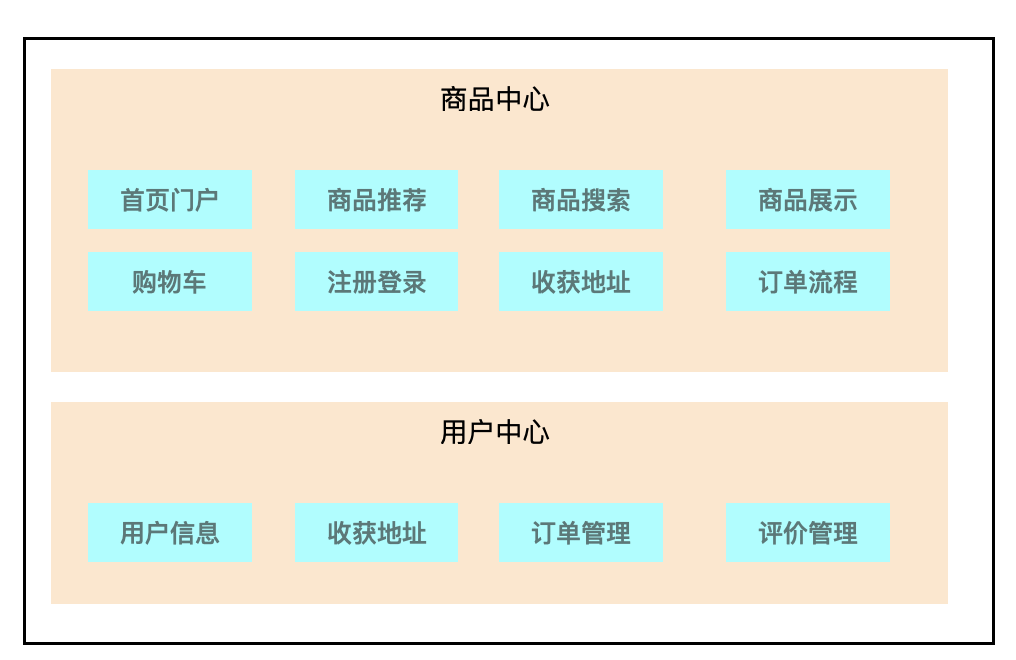 商品中心
首页门户
商品推荐
商品搜索
商品展示
购物车
注册登录
收获地址
订单流程
用户中心
用户信息
收获地址
订单管理
评价管理